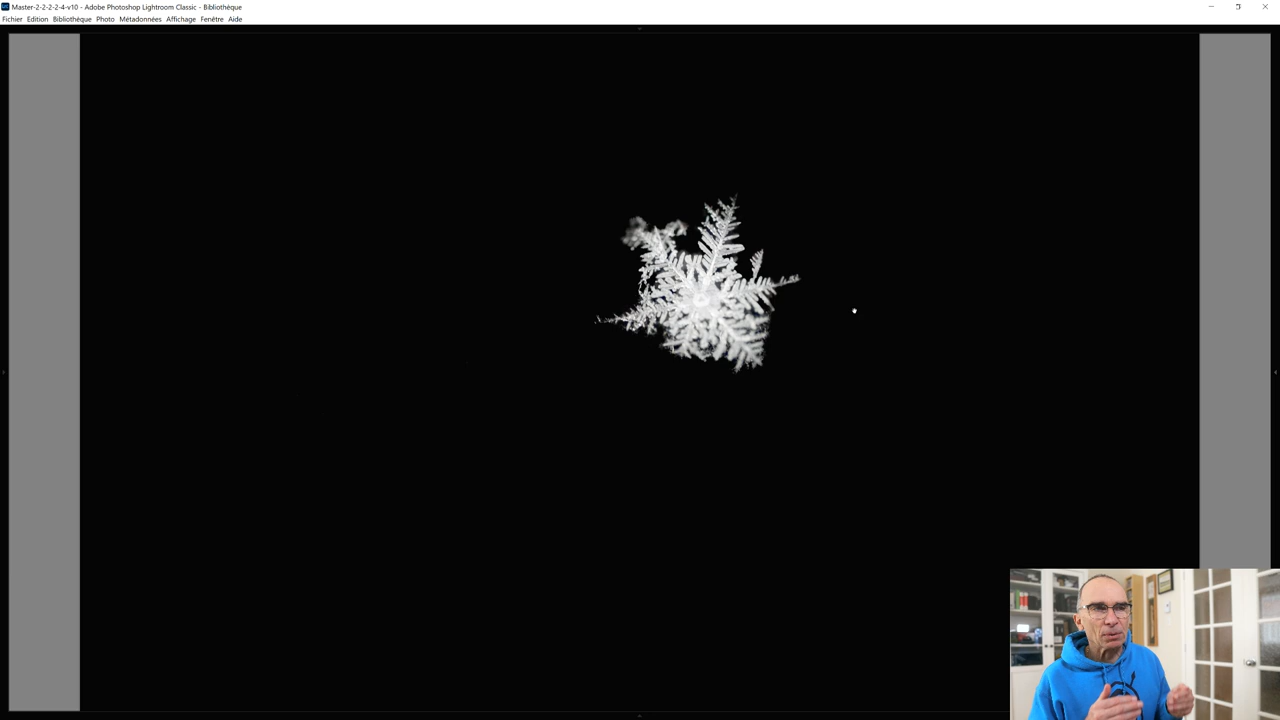 Master-2-2-2-2-4-v10 - Adobe Photoshop Lightroom Classic - Bibliothèque
Fichier Edition Bibliothèque Photo Métadonnées Affichage Fenêtre Aide